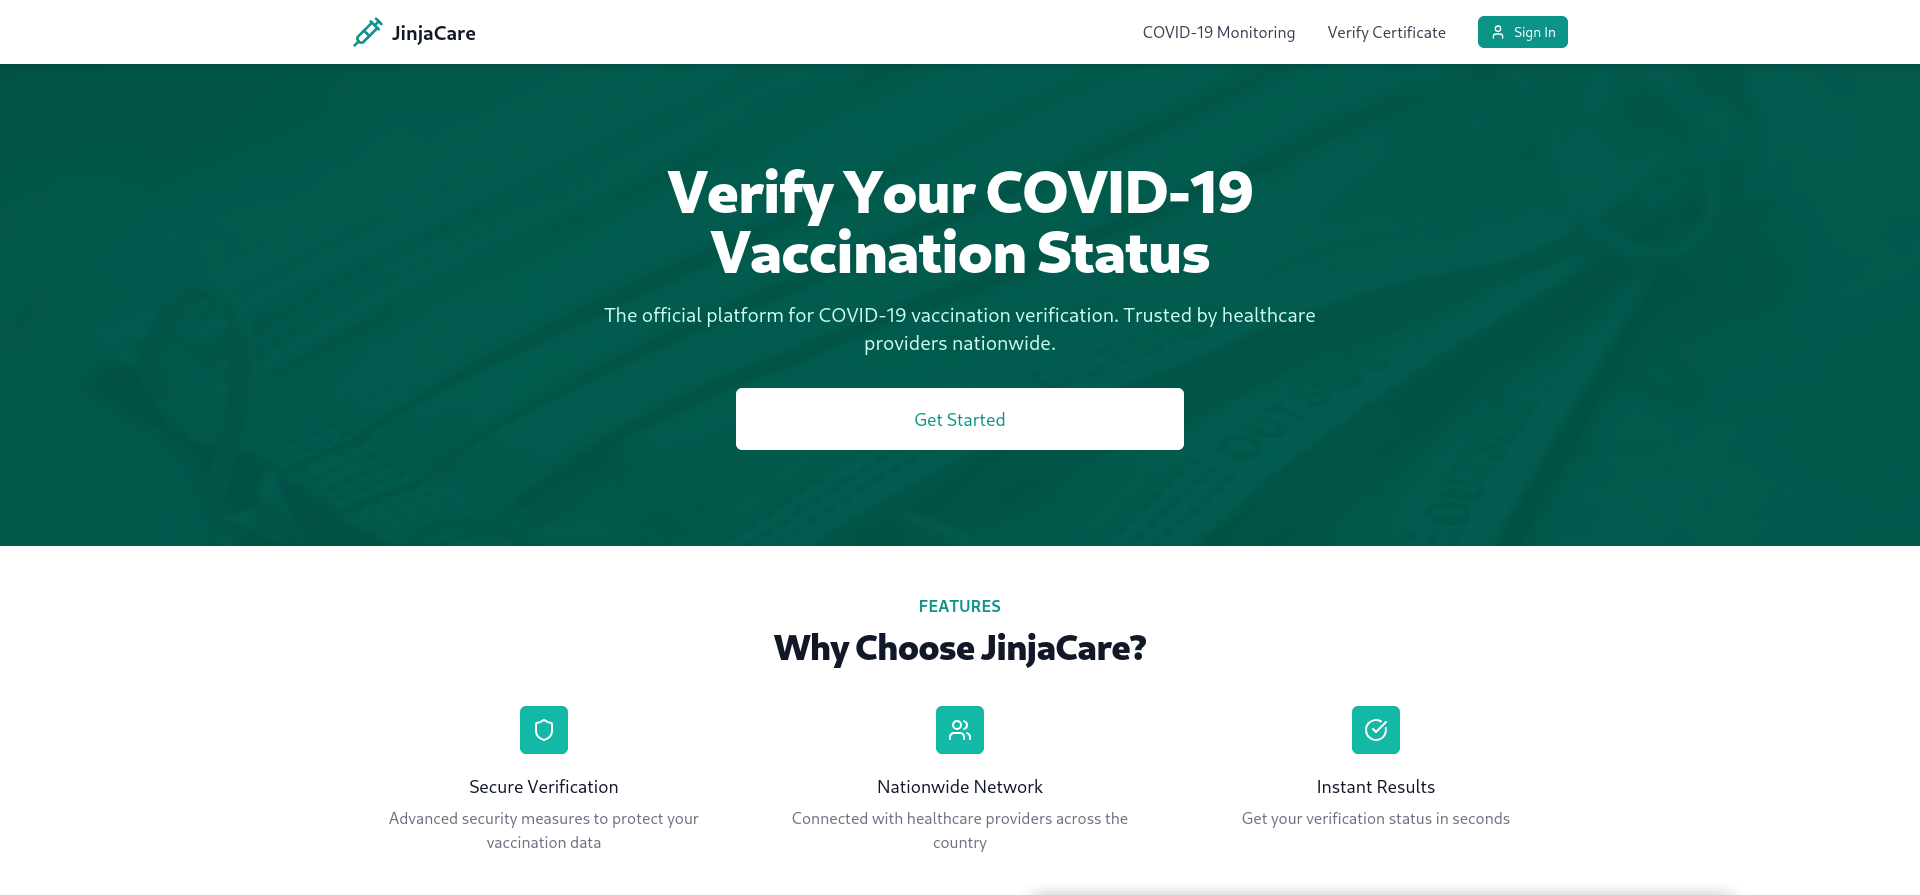 JinjaCare
COVID-19 Monitoring
Verify Certificate
Sign In
Verify Your COVID-19
Vaccination Status
The official platform for COVID-19 vaccination verification. Trusted by healthcare
providers nationwide.
Get Started
OUTSIDE
OUTSIDE
FEATURES
Why Choose JinjaCare?
Secure Verification
Advanced security measures to protect your
vaccination data
Nationwide Network
Connected with healthcare providers across the
country
Instant Results
Get your verification status in seconds